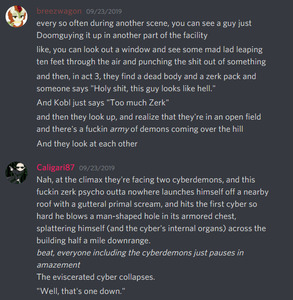 breezwagon 09/23/2019
every so often during another scene, you can see a guy just
Doomguying it up in another part of the facility
like, you can look out a window and see some mad lad leaping
ten feet through the air and punching the shit out of something
and then, in act 3, they find a dead body and a zerk pack and
someone says "Holy shit, this guy looks like hell."
And Kobl just says "Too much Zerk"
and then they look up, and realize that they're in an open field
and there's a fuckin army of demons coming over the hill
And they look at each other
Caligari87 09/23/2019
Nah, at the climax they're facing two cyberdemons, and this
fuckin zerk psycho outta nowhere launches himself off a nearby
roof with a gutteral primal scream, and hits the first cyber so
hard he blows a man-shaped hole in its armored chest,
splattering himself (and the cyber's internal organs) across the
building half a mile downrange.
beat, everyone including the cyberdemons just pauses in
amazement
The eviscerated cyber collapses.
"Well, that's one down."